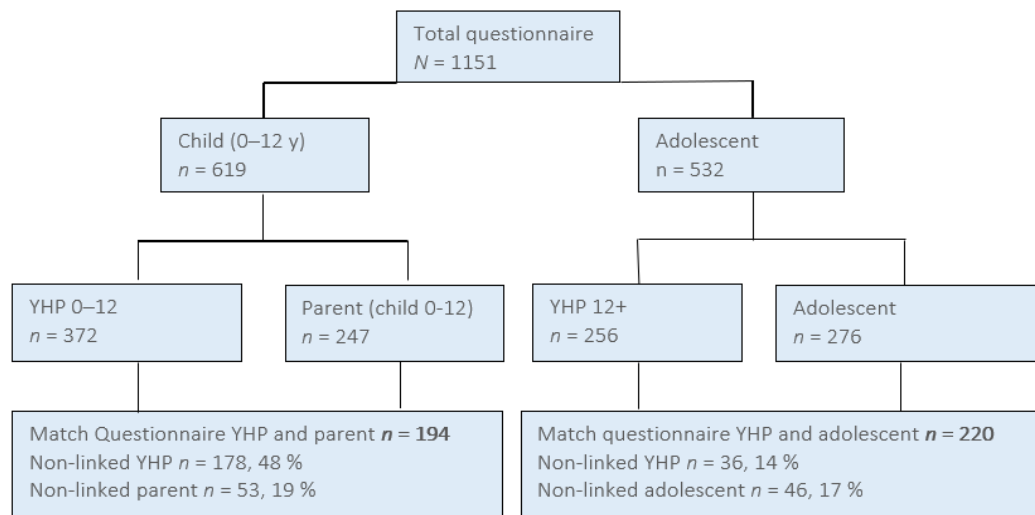 Total questionnaire
N = 1151
Child (0–12 y)
n = 619
Adolescent
n = 532
YHP 0–12
n = 372
Parent (child 0-12)
n = 247
YHP 12+
n = 256
Adolescent
n = 276
Match Questionnaire YHP and parent n = 194
Non-linked YHP n = 178, 48 %
Non-linked parent n = 53, 19 %
Match questionnaire YHP and adolescent n = 220
Non-linked YHP n = 36, 14 %
Non-linked adolescent n = 46, 17 %